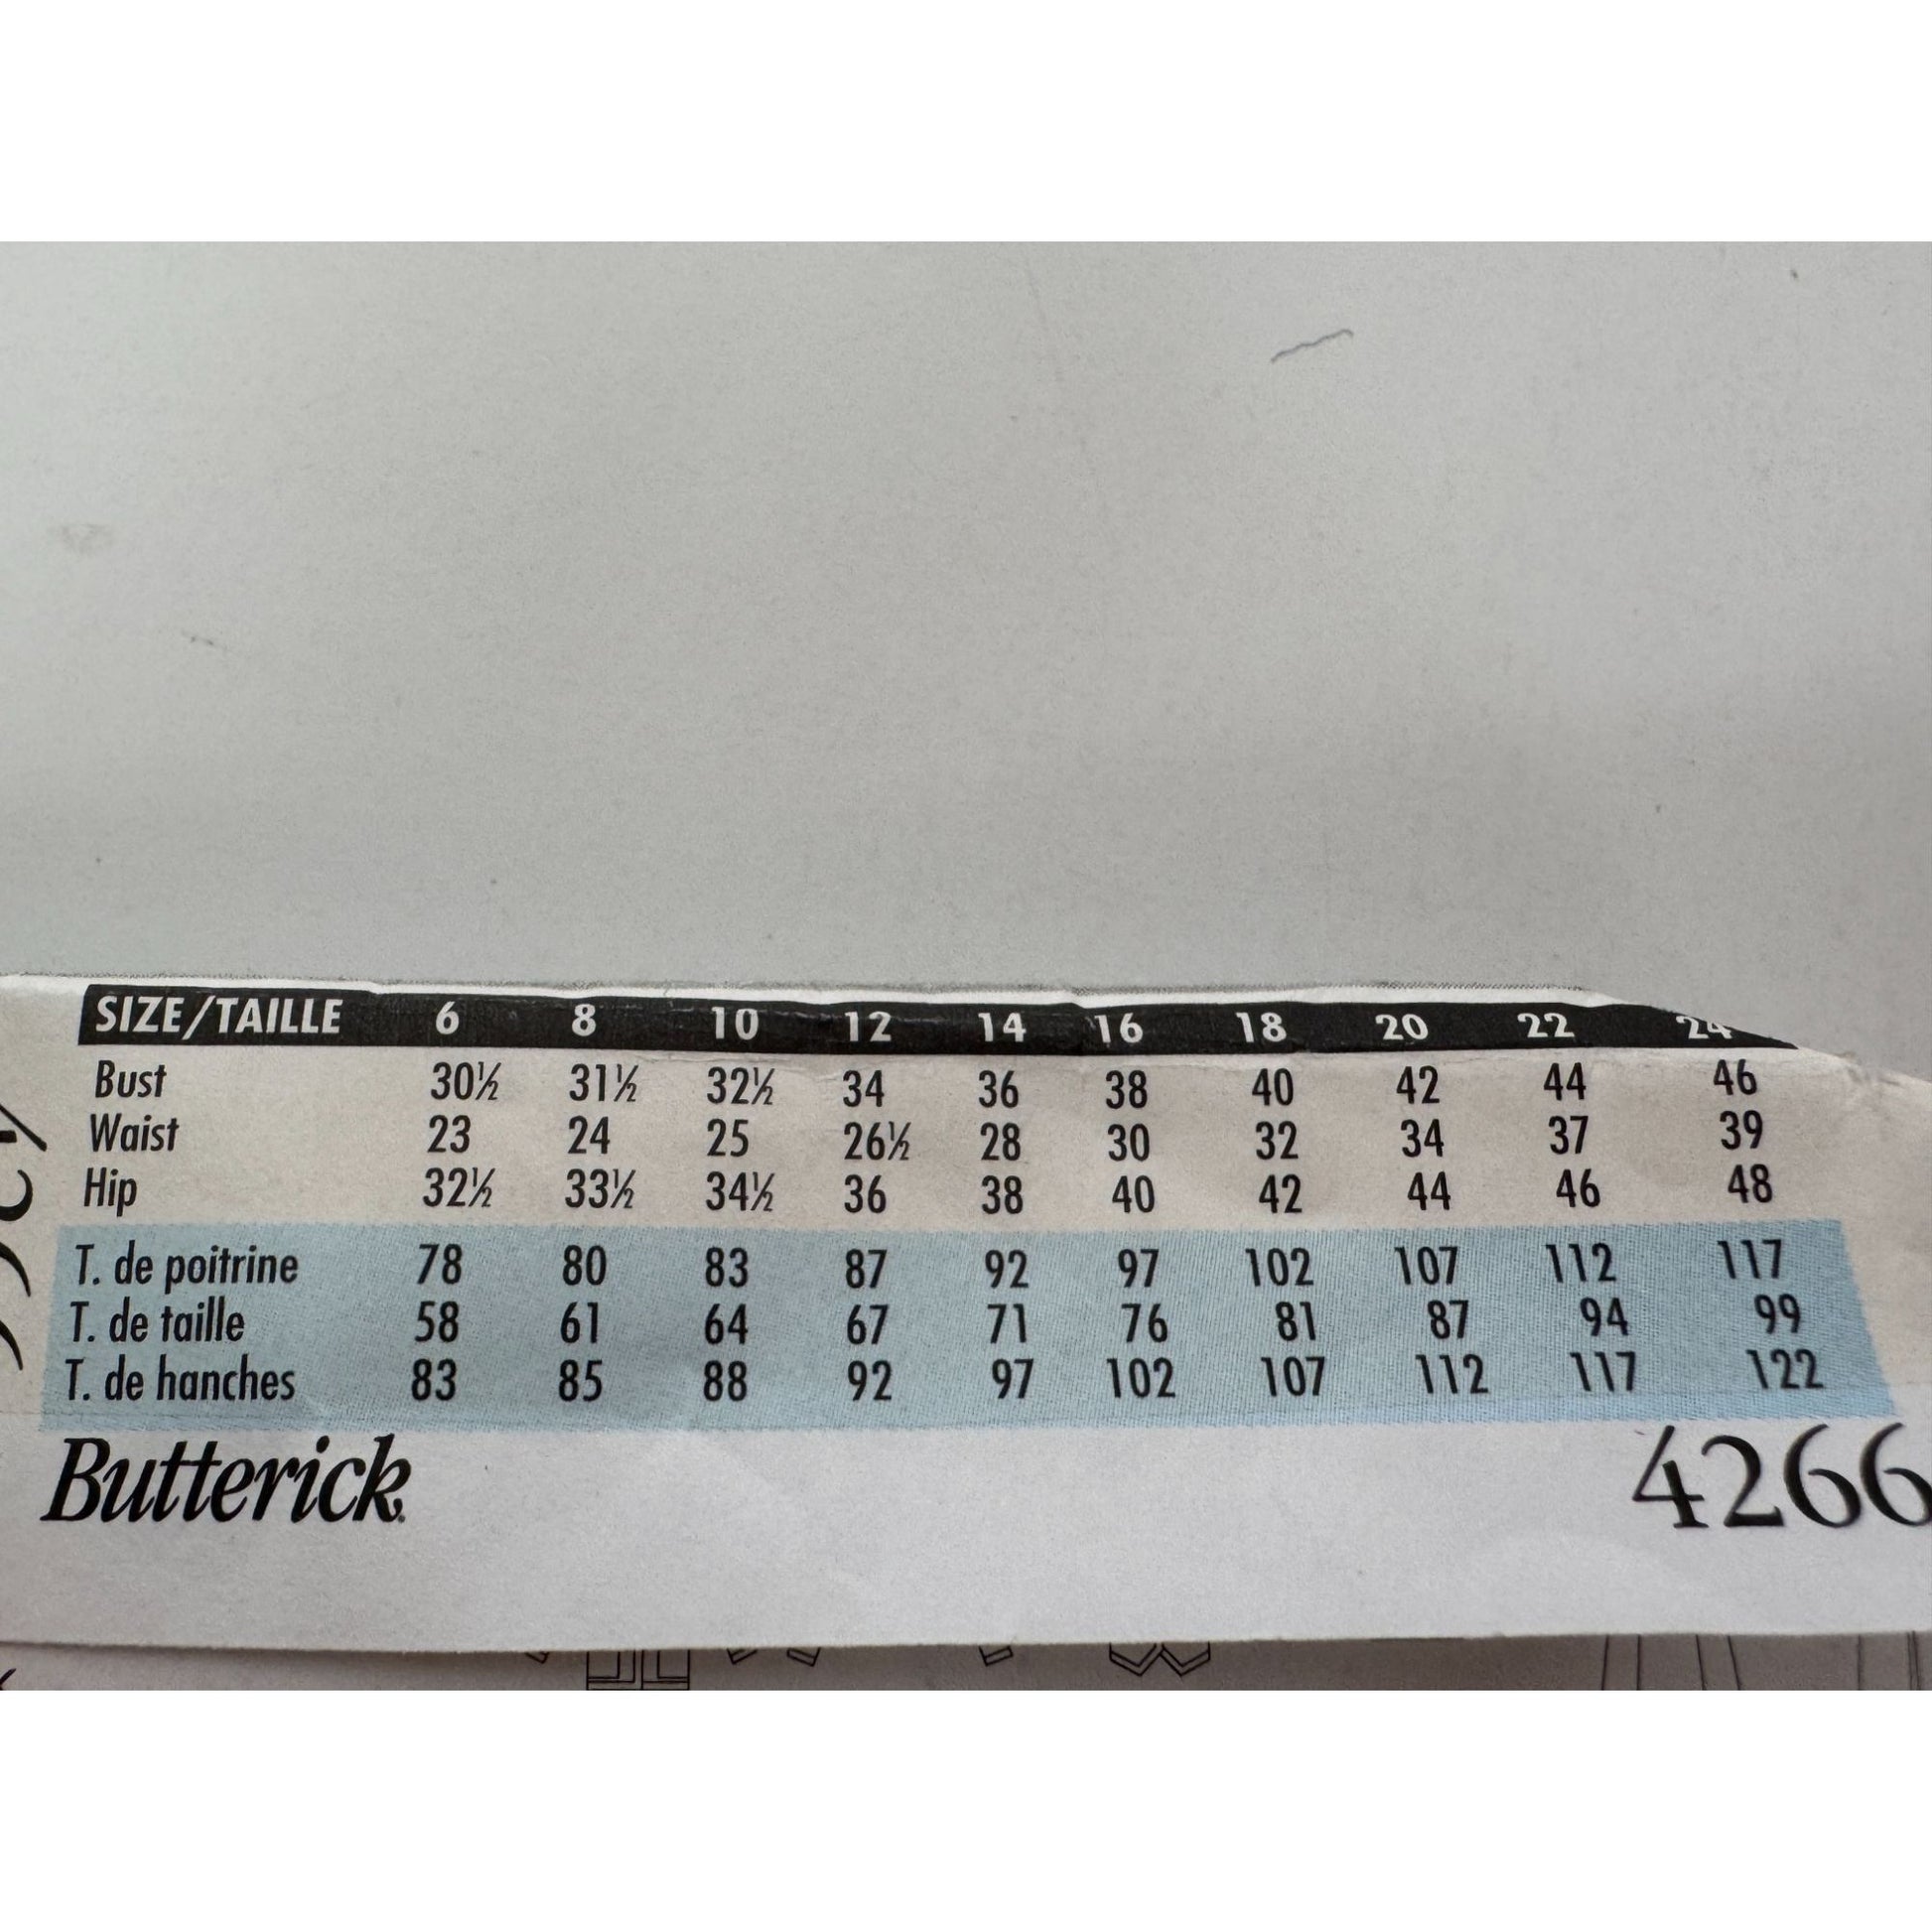 SIZE/TAILLE 6 8 10 12 14 16 18 20 22 24
Bust 30½ 31½ 32½ 34 36 38 40 42 44 46
Waist 23 24 25 26½ 28 30 32 34 37 39
Hip 32½ 33½ 34½ 36 38 40 42 44 46 48
T. de poitrine 78 80 83 87 92 97 102 107 112 117
T. de taille 58 61 64 67 71 76 81 87 94 99
T. de hanches 83 85 88 92 97 102 107 112 117 122
Butterick 4266